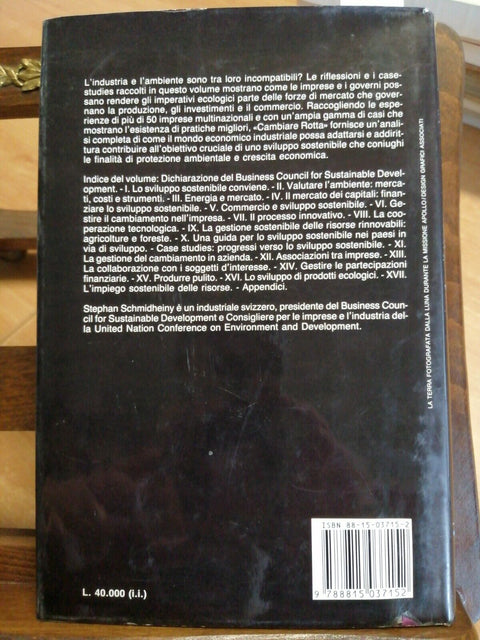 L'industria e l'ambiente sono tra loro incompatibili? Le riflessioni e i case-
studies raccolti in questo volume mostrano come le imprese e i governi pos-
sano rendere gli imperativi ecologici parte delle forze di mercato che gover-
nano la produzione, gli investimenti e il commercio. Raccogliendo le espe-
rienze di più di 50 imprese multinazionali e con un'ampia gamma di casi che
mostrano l'esistenza di pratiche migliori, «Cambiare Rotta» fornisce un'anali-
si completa di come il mondo economico industriale possa adattarsi e addirit-
tura contribuire all'obiettivo cruciale di uno sviluppo sostenibile che coniughi
le finalità di protezione ambientale e crescita economica.
Indice del volume: Dichiarazione del Business Council for Sustainable Devel-
opment. - I. Lo sviluppo sostenibile conviene. - II. Valutare l'ambiente: merca-
ti, costi e strumenti. - III. Energia e mercato. - IV. Il mercato dei capitali: finan-
ziare lo sviluppo sostenibile. - V. Commercio e sviluppo sostenibile. - VI. Ge-
stire il cambiamento nell'impresa. - VII. Il processo innovativo. - VIII. La coo-
perazione tecnologica. - IX. La gestione sostenibile delle risorse rinnovabili:
agricolture e foreste. - X. Una guida per lo sviluppo sostenibile nei paesi in
via di sviluppo. - Case studies: progressi verso lo sviluppo sostenibile. - XI.
La gestione del cambiamento in azienda. - XII. Associazioni tra imprese. - XIII.
La collaborazione con i soggetti d'interesse. - XIV. Gestire le partecipazioni
finanziarie. - XV. Produrre pulito. - XVI. Lo sviluppo di prodotti ecologici. - XVII.
L'impiego sostenibile delle risorse. - Appendici.
Stephan Schmidheiny è un industriale svizzero, presidente del Business Coun-
cil for Sustainable Development e Consigliere per le imprese e l'industria del-
la United Nation Conference on Environment and Development.
LA TERRA FOTOGRAFATA DALLA LUNA DURANTE LA MISSIONE APOLLO/DESIGN GRAFICI ASSOCIATI
ISBN 88-15-03715-2
9 788815 037152
L. 40.000 (i.i.)